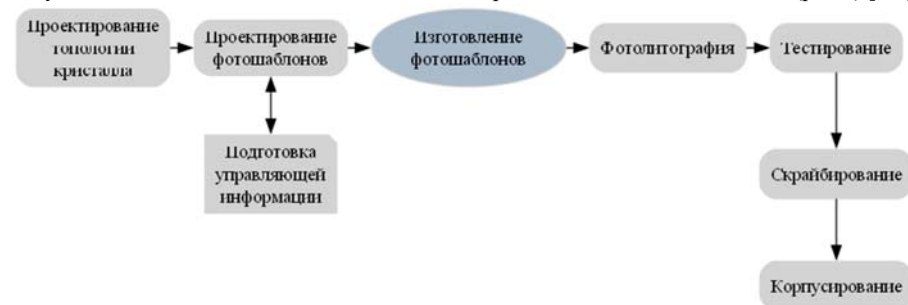 Проектирование
топологии
кристалла
Проектирование
фотошаблонов
Изготовление
фотошаблонов
Фотолитография
Тестирование
Подготовка
управляющей
информации
Скрайбирование
Корпусирование